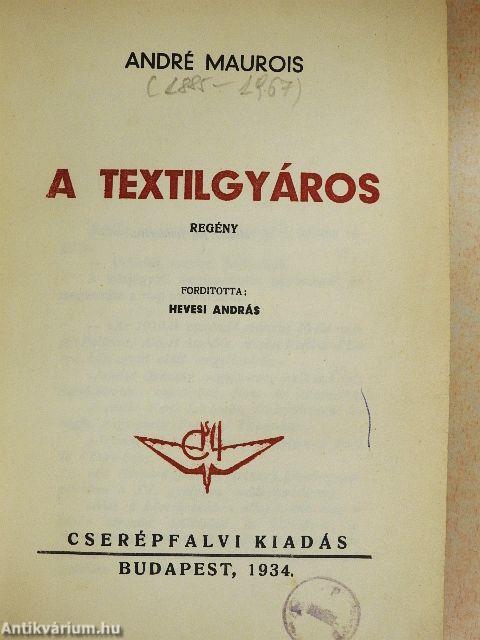 ANDRÉ MAUROIS
(1885-1967)
A TEXTILGYÁROS
REGÉNY
FORDITOTTA:
HEVESI ANDRÁS
CSERÉPFALVI KIADÁS
BUDAPEST, 1934.
Antikvárium.hu